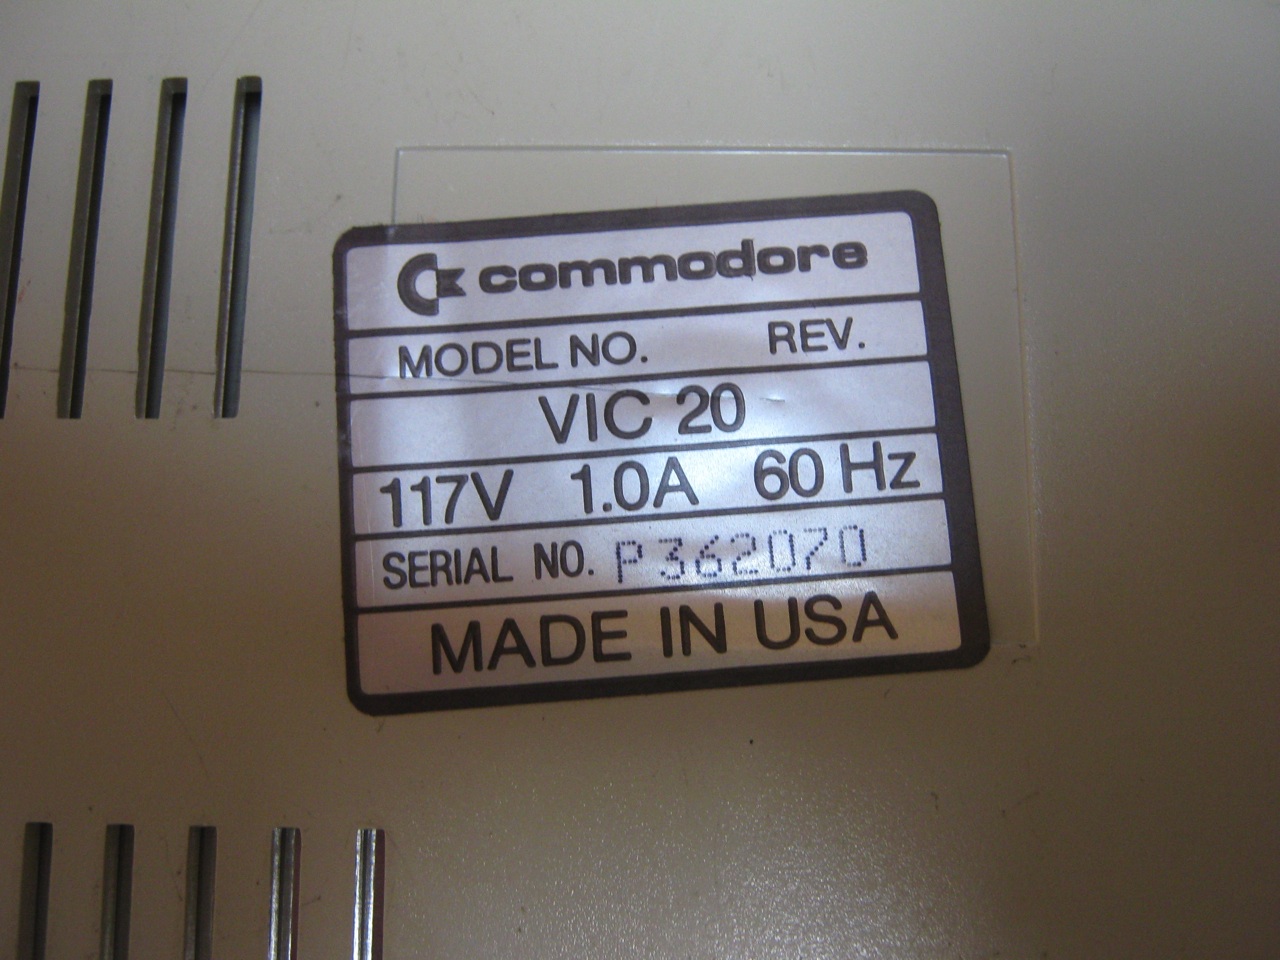 commodore
MODEL NO. REV.
VIC 20
117V 1.0A 60 Hz
SERIAL NO. P362070
MADE IN USA